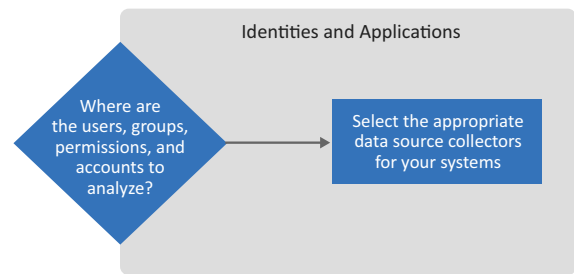 Identities and Applications
Where are
the users, groups,
permissions, and
accounts to
analyze?
Select the appropriate
data source collectors
for your systems